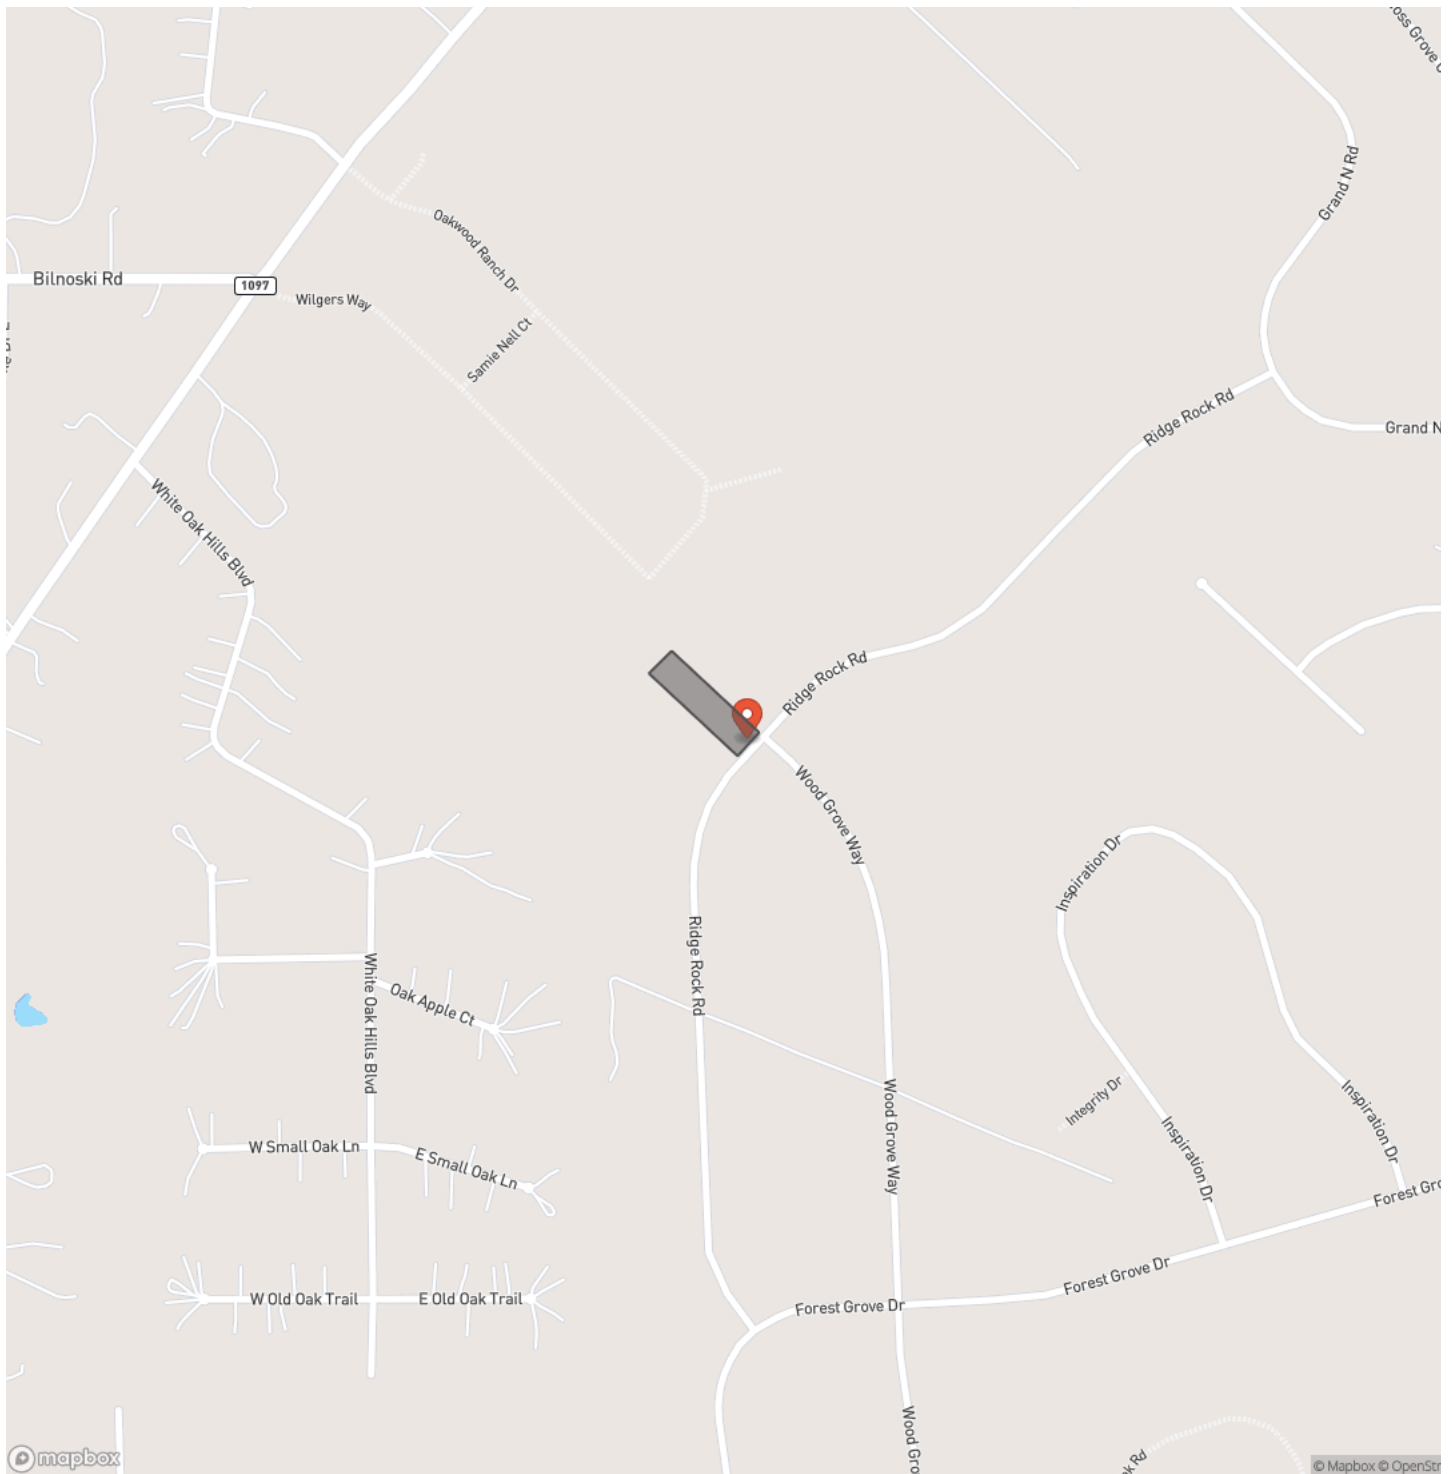 Grand N Rd
Oakwood Ranch Dr
Bilnoski Rd
1097
Wilgers Way
Samie Nell Ct
Ridge Rock Rd
Grand N
White Oak Hills Blvd
Ridge Rock Rd
Wood Grove Way
Inspiration Dr
Ridge Rock Rd
White Oak Hills Blvd
Oak Apple Ct
Integrity Dr
Inspiration Dr
Inspiration Dr
Wood Grove Way
W Small Oak Ln
E Small Oak Ln
Forest Gro
Forest Grove Dr
W Old Oak Trail
E Old Oak Trail
Forest Grove Dr
Wood Gro
mapbox
© Mapbox © OpenStr